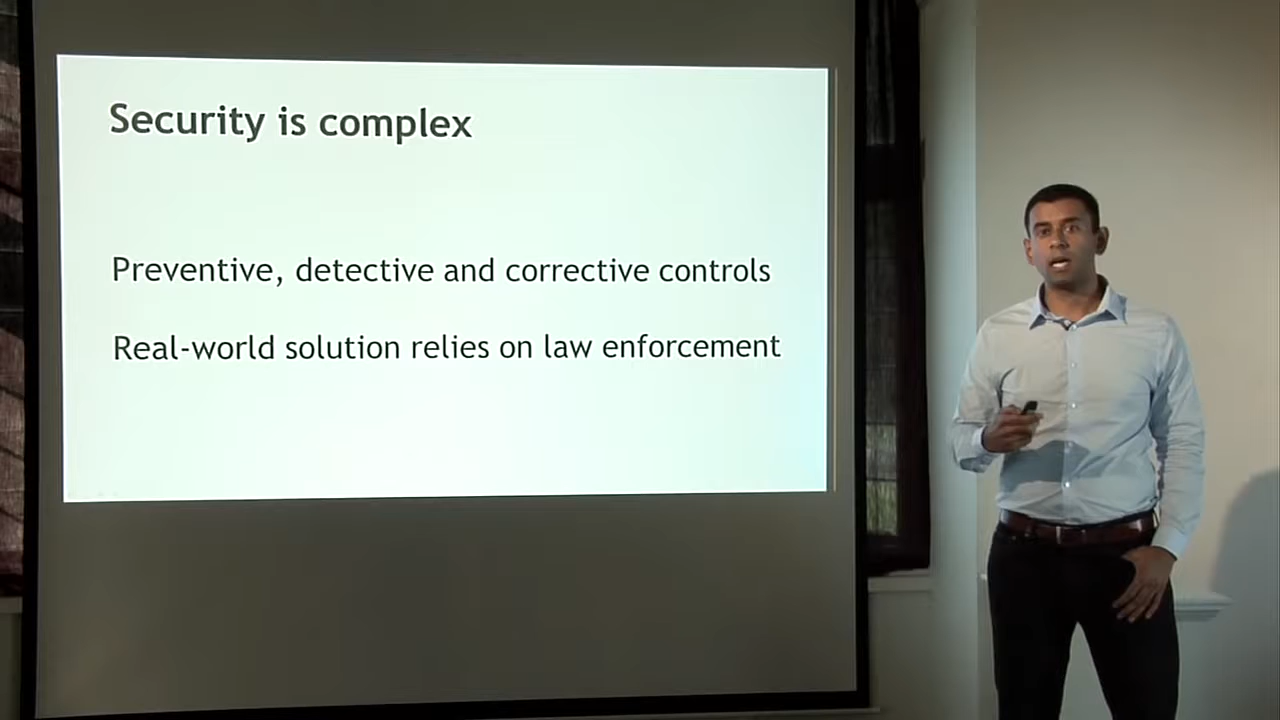 Security is complex
Preventive, detective and corrective controls
Real-world solution relies on law enforcement